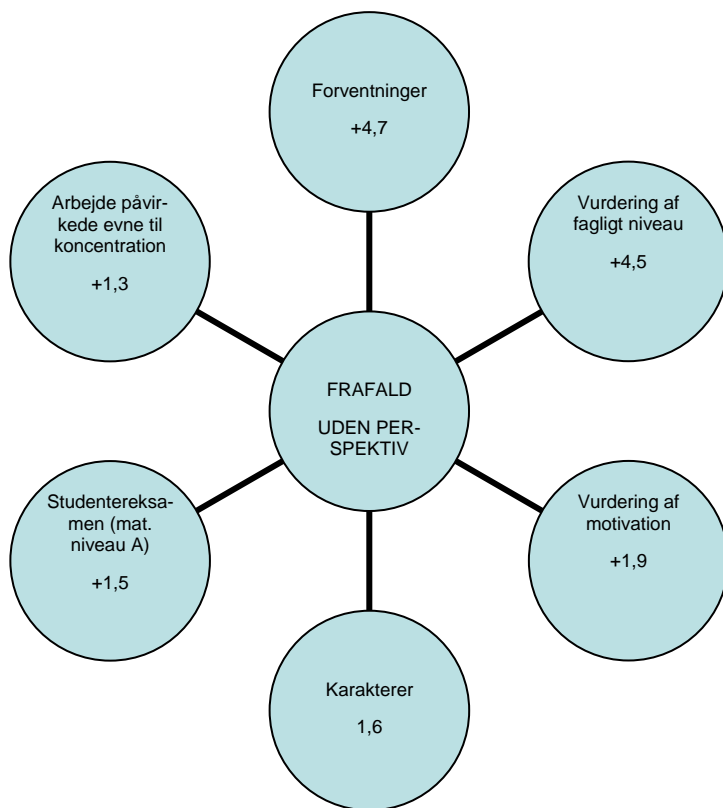 Forventninger
+4,7
Arbejde påvir-
kede evne til
koncentration
+1,3
Vurdering af
fagligt niveau
+4,5
FRAFALD
UDEN PER-
SPEKTIV
Studentereksa-
men (mat.
niveau A)
+1,5
Vurdering af
motivation
+1,9
Karakterer
1,6